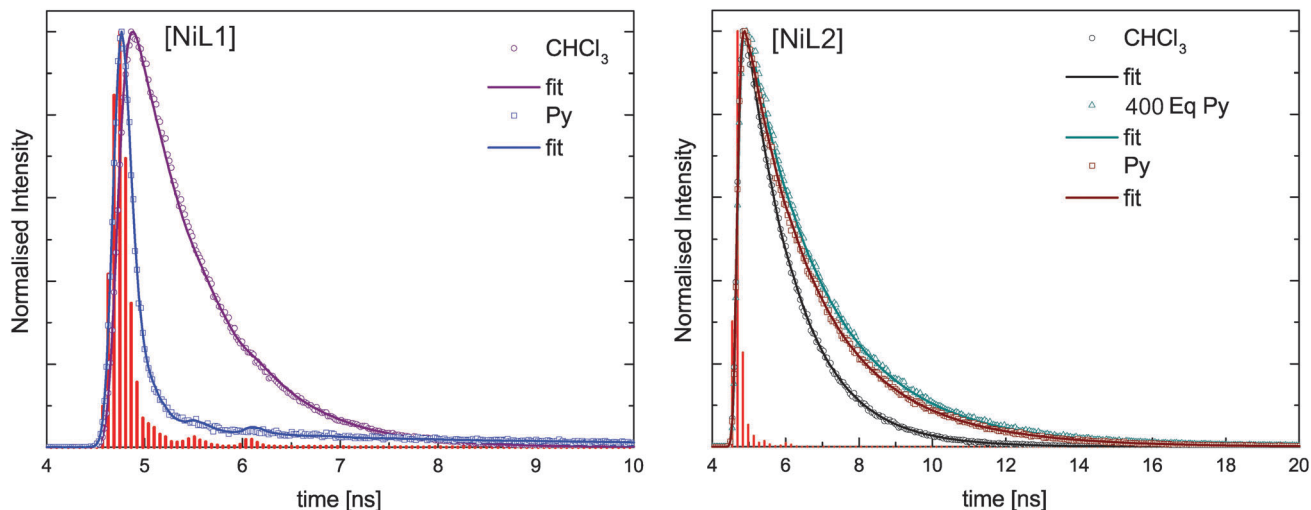 [NiL1]
CHCl3
fit
Py
fit
Normalised Intensity
4 5 6 7 8 9 10
time [ns]
[NiL2]
CHCl3
fit
400 Eq Py
fit
Py
fit
Normalised Intensity
4 6 8 10 12 14 16 18 20
time [ns]